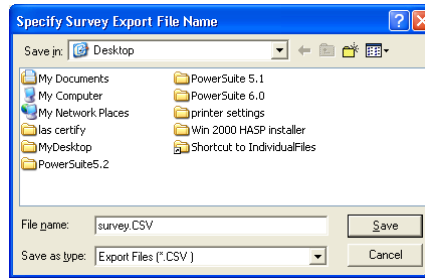 Specify Survey Export File Name
Save in: Desktop
My Documents
My Computer
My Network Places
las certify
MyDesktop
PowerSuite5.2
PowerSuite 5.1
PowerSuite 6.0
printer settings
Win 2000 HASP installer
Shortcut to IndividualFiles
File name: survey.CSV Save
Save as type: Export Files (*.CSV ) Cancel